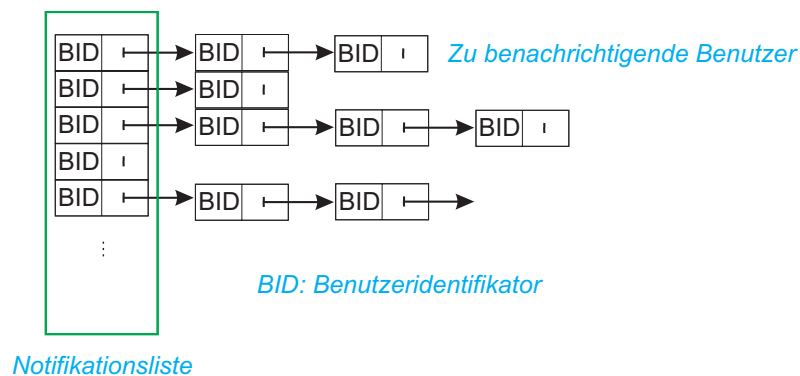 BID BID BID Zu benachrichtigende Benutzer
BID BID
BID BID BID BID
BID
BID BID BID
⋮
BID: Benutzeridentifikator
Notifikationsliste